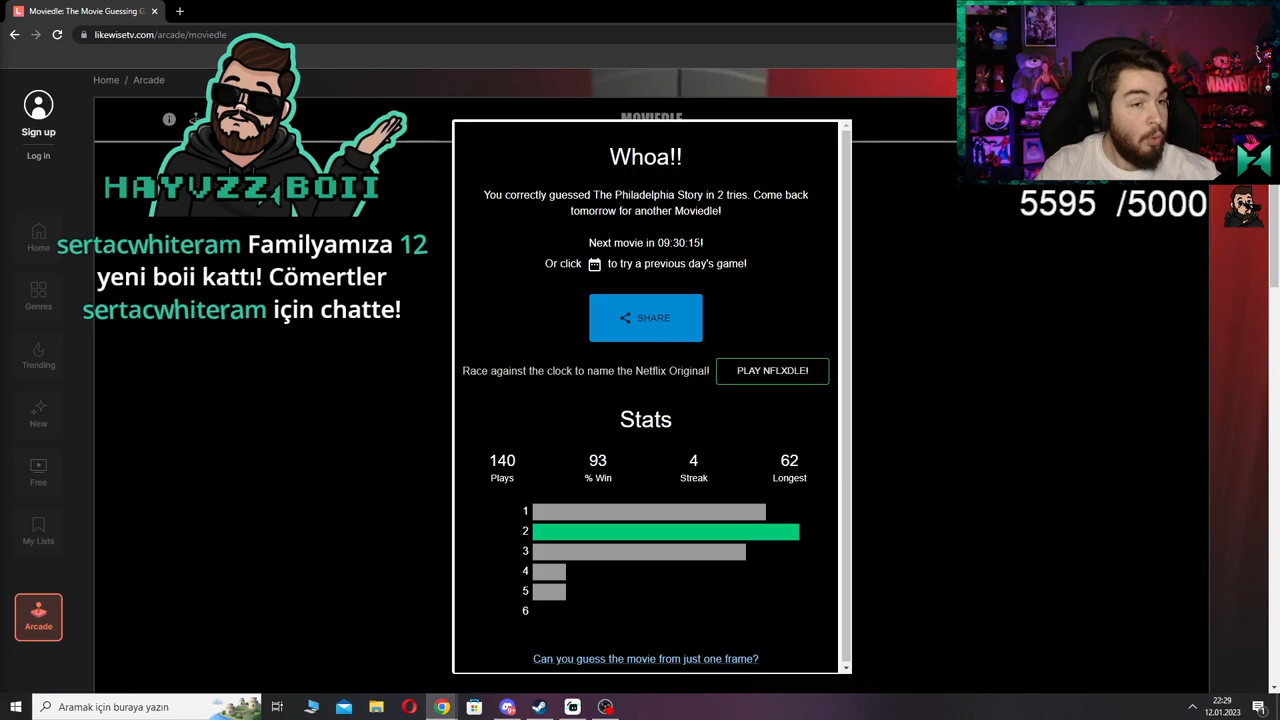 Moviedle: The Movie Guessing G
likewisetv.com/arcade/moviedle
Home / Arcade
Sign up
Log In
Home
Genres
Trending
New
Free
My Lists
Arcade
HAYVZZ BOII
sertacwhiteram Familyamıza 12
yeni boii kattı! Cömertler
sertacwhiteram için chatte!
MOVIEDLE
Whoa!!
You correctly guessed The Philadelphia Story in 2 tries. Come back
tomorrow for another Moviedle!
Next movie in 09:30:15!
Or click to try a previous day's game!
SHARE
Race against the clock to name the Netflix Original! PLAY NFLXDLE!
Stats
140 93 4 62
Plays % Win Streak Longest
1
2
3
4
5
6
Can you guess the movie from just one frame?
MARVEL
5595 /5000
Aramak için buraya yazın
22:29
12.01.2023
1